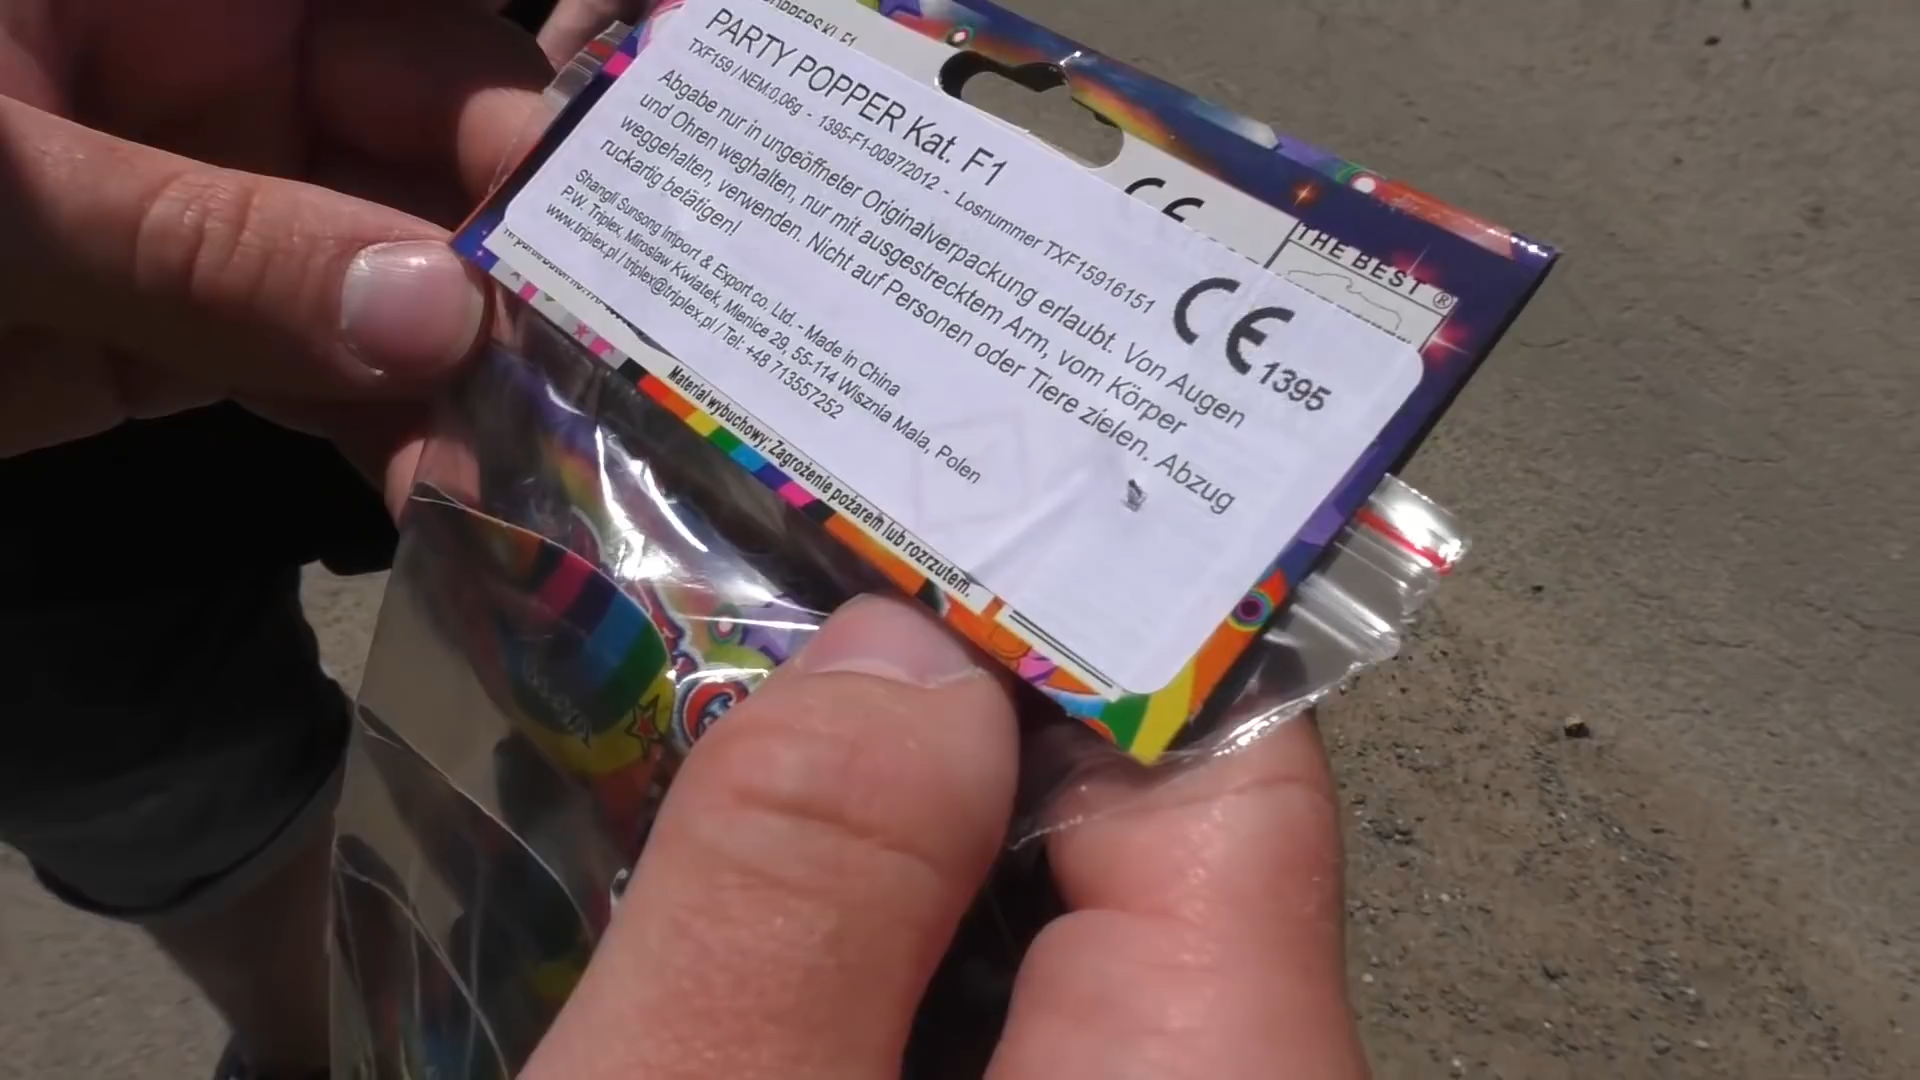 PARTY POPPER Kat. F1
TXF159 / NEM:0,06g - 1395-F1-0097/2012 - Losnummer TXF15916151
Abgabe nur in ungeöffneter Originalverpackung erlaubt. Von Augen
und Ohren weghalten, nur mit ausgestrecktem Arm, vom Körper
weggehalten, verwenden. Nicht auf Personen oder Tiere zielen. Abzug
ruckartig betätigen!
Shangli Sunsong Import & Export co. Ltd. - Made in China
P.W. Triplex, Miroslaw Kwiatek, Mienice 29, 55-114 Wisznia Mala, Polen
www.triplex.pl / triplex@triplex.pl / Tel: +48 713557252
CE 1395
CE
THE BEST ®
Materiał wybuchowy; Zagrożenie pożarem lub rozrzutem.